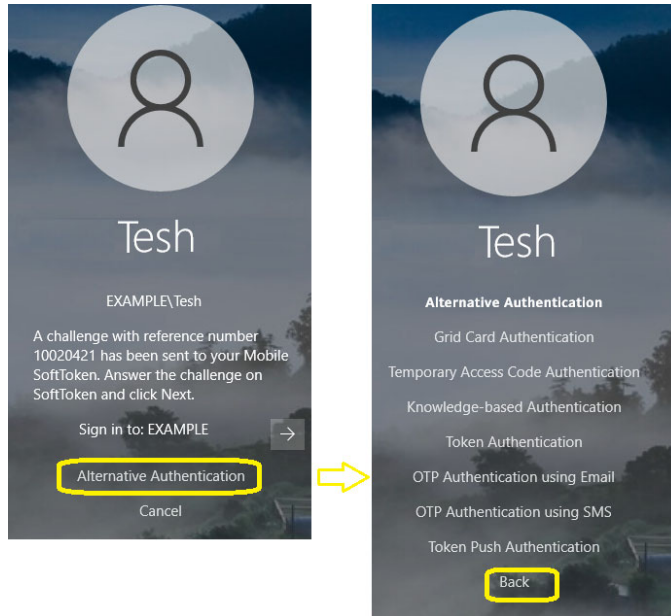 Tesh
EXAMPLE\Tesh
A challenge with reference number
10020421 has been sent to your Mobile
SoftToken. Answer the challenge on
SoftToken and click Next.
Sign in to: EXAMPLE
Alternative Authentication
Cancel
Tesh
Alternative Authentication
Grid Card Authentication
Temporary Access Code Authentication
Knowledge-based Authentication
Token Authentication
OTP Authentication using Email
OTP Authentication using SMS
Token Push Authentication
Back